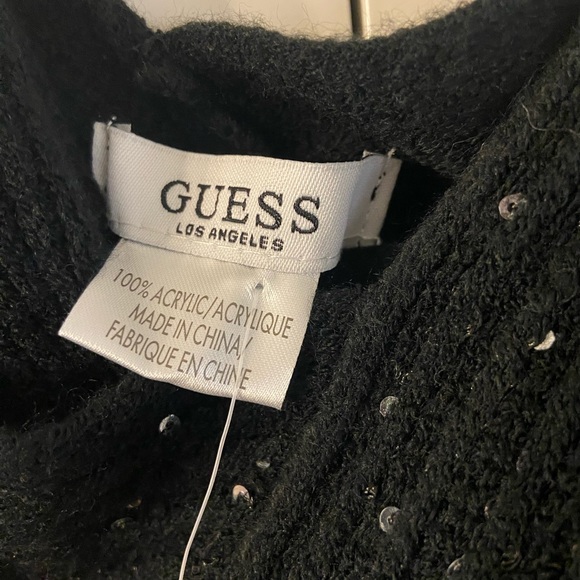 GUESS
LOS ANGELES
100% ACRYLIC/ACRYLIQUE
MADE IN CHINA/
FABRIQUE EN CHINE